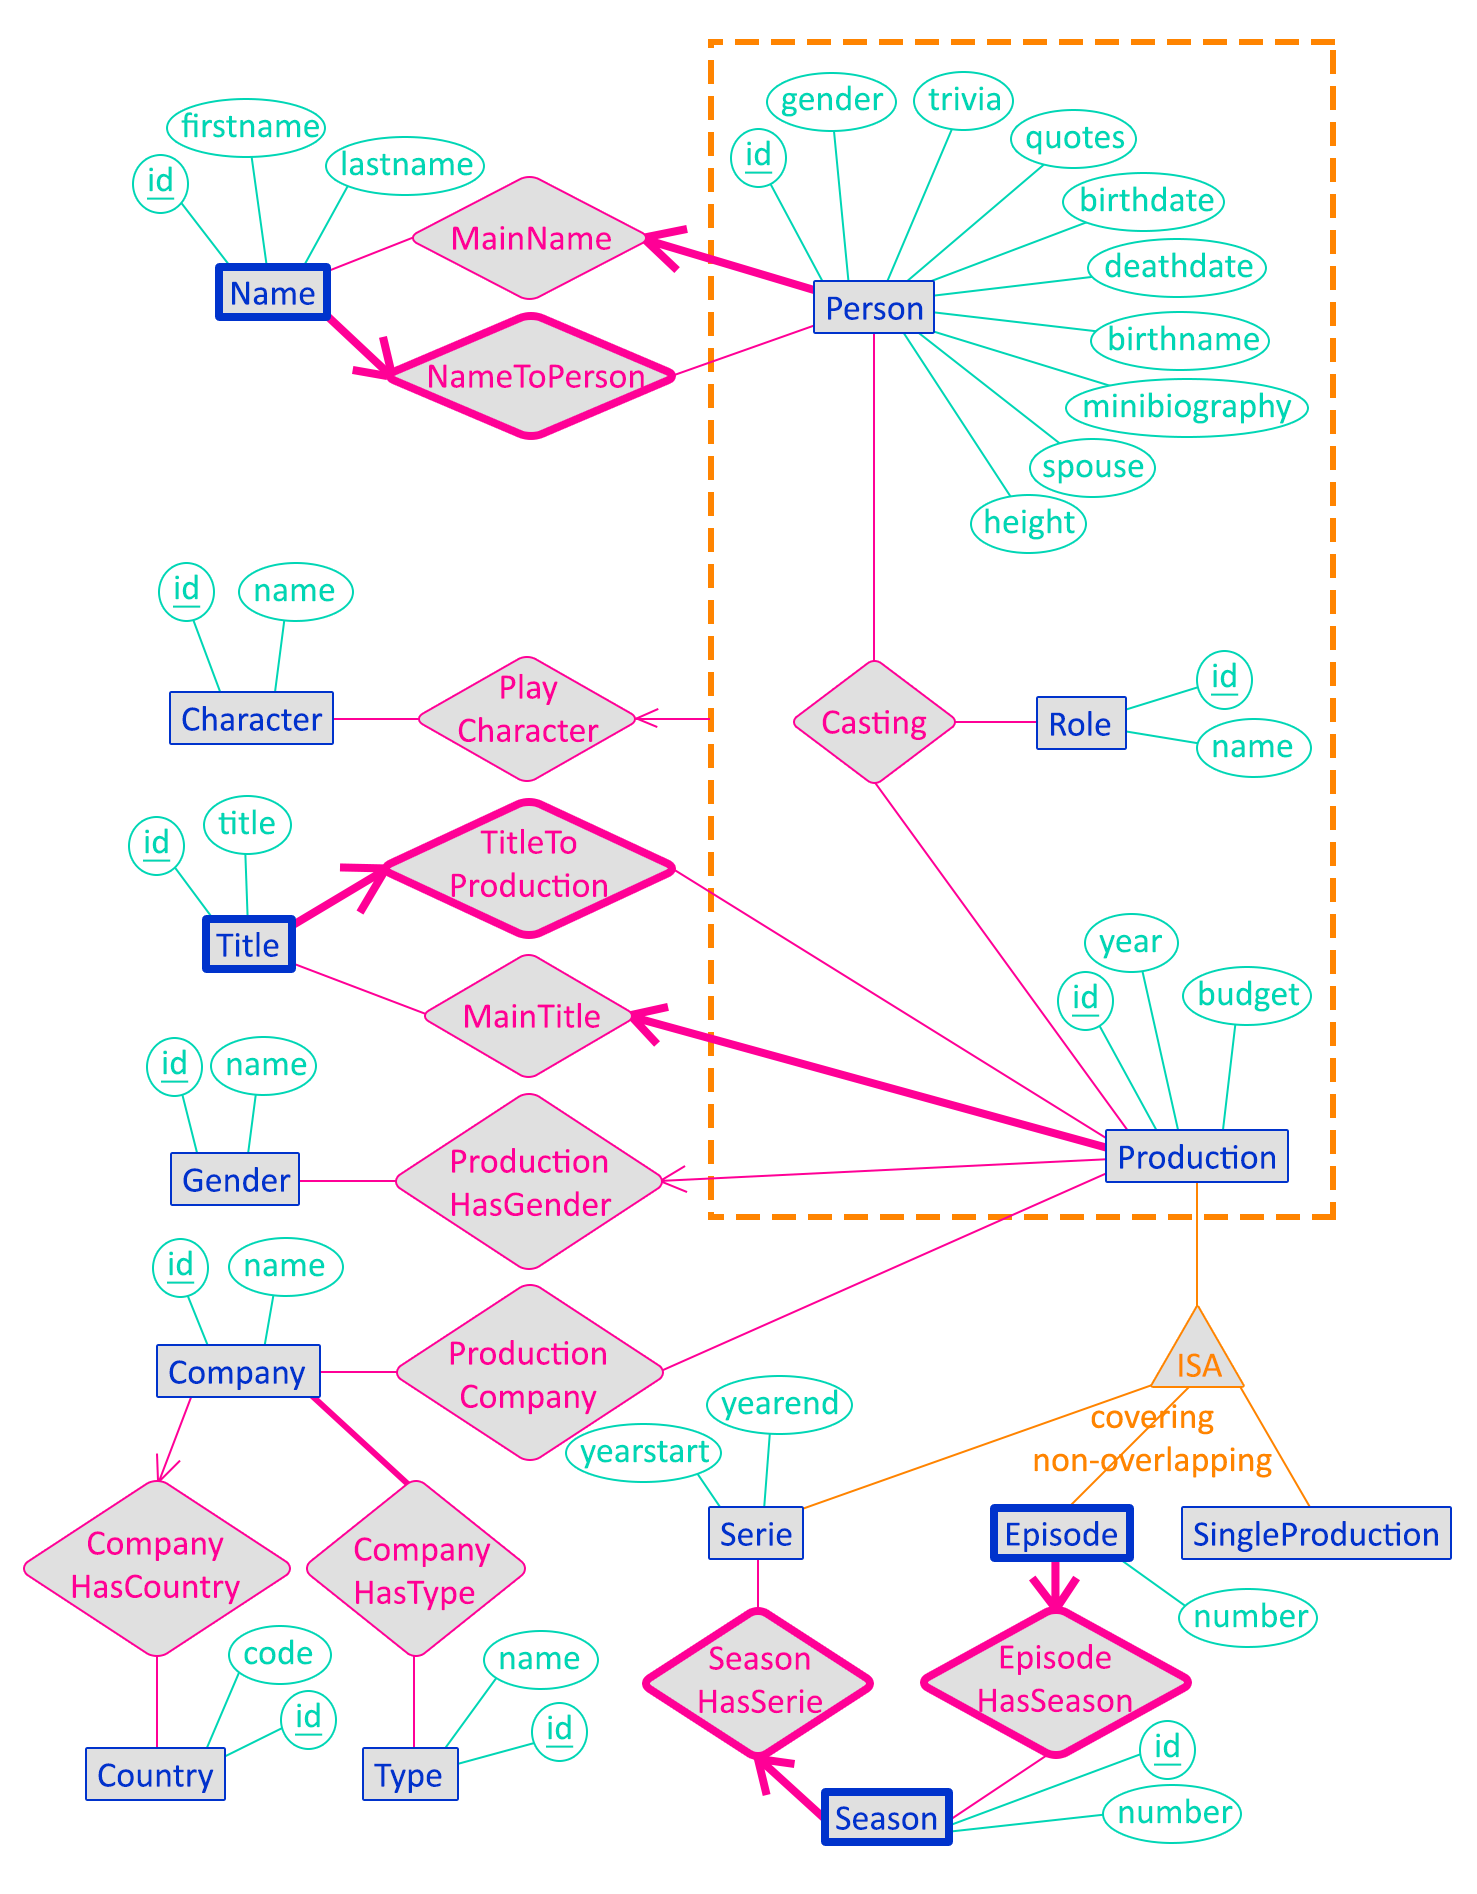 gender
trivia
firstname
quotes
id
lastname
id
birthdate
MainName
deathdate
Name
Person
birthname
NameToPerson
minibiography
spouse
height
id
name
Play
Character
Character
Casting
Role
id
name
id
title
TitleTo
Production
Title
year
id
budget
MainTitle
id
name
Production
HasGender
Gender
Production
id
name
Company
Production
Company
ISA
covering
non-overlapping
yearend
yearstart
Serie
Episode
SingleProduction
number
Company
HasCountry
Company
HasType
code
id
name
id
Country
Type
Season
HasSerie
Episode
HasSeason
id
number
Season